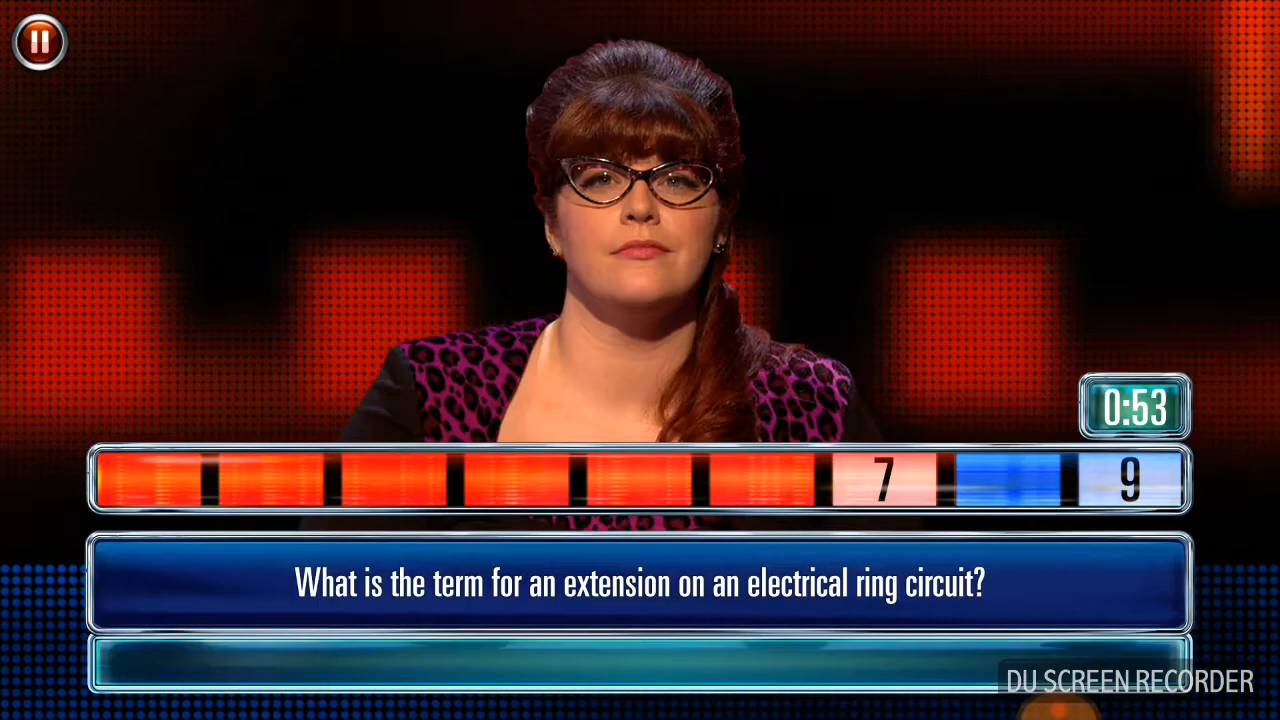 0:53
7
9
What is the term for an extension on an electrical ring circuit?
DU SCREEN RECORDER